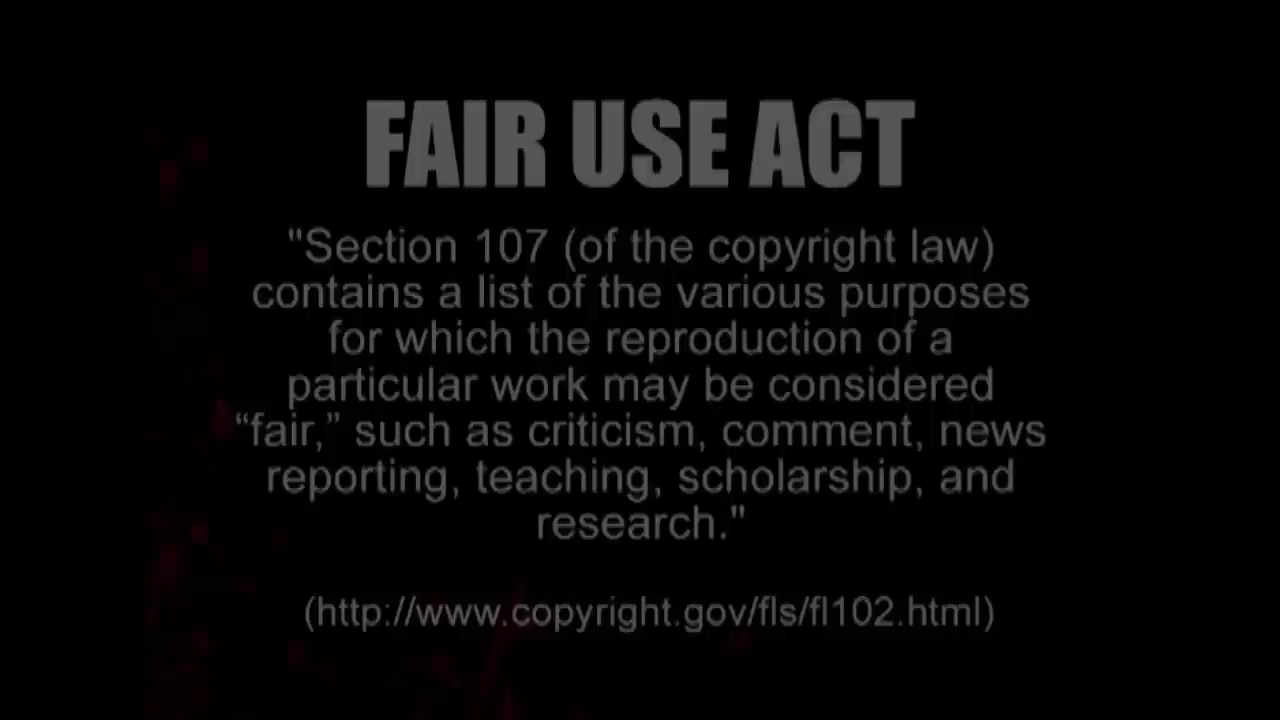 FAIR USE ACT
"Section 107 (of the copyright law)
contains a list of the various purposes
for which the reproduction of a
particular work may be considered
“fair,” such as criticism, comment, news
reporting, teaching, scholarship, and
research."
(http://www.copyright.gov/fls/fl102.html)